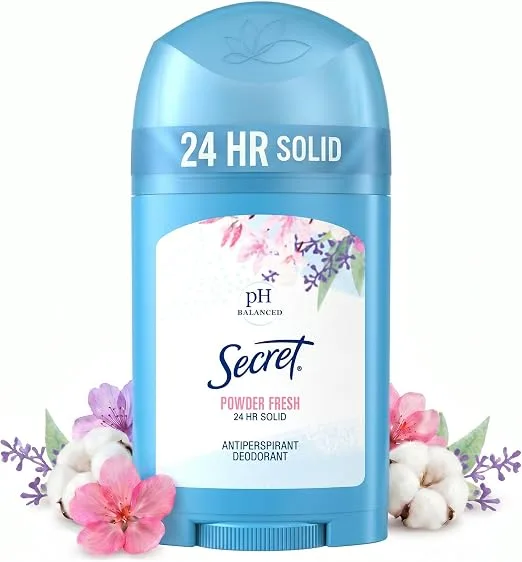 24 HR SOLID
pH
BALANCED
Secret®
POWDER FRESH
24 HR SOLID
ANTIPERSPIRANT
DEODORANT